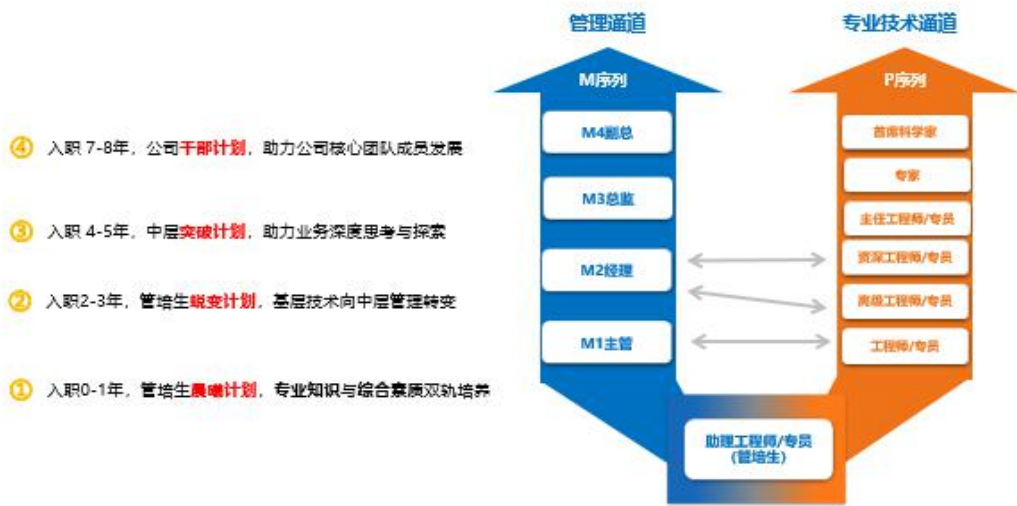 管理通道
专业技术通道
M序列
P序列
④ 入职 7-8年，公司干部计划，助力公司核心团队成员发展
③ 入职 4-5年，中层突破计划，助力业务深度思考与探索
② 入职2-3年，管培生蜕变计划，基层技术向中层管理转变
① 入职0-1年，管培生晨曦计划，专业知识与综合素质双轨培养
M4副总
M3总监
M2经理
M1主管
首席科学家
专家
主任工程师/专员
资深工程师/专员
高级工程师/专员
工程师/专员
助理工程师/专员
(管培生)